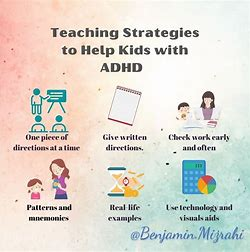 Teaching Strategies
to Help Kids with
ADHD
One piece of
directions at a time
Give written
directions.
Check work early
and often
Patterns and
mnemonics
Real-life
examples
Use technology and
visual aids
@Benjamin.Mizrahi